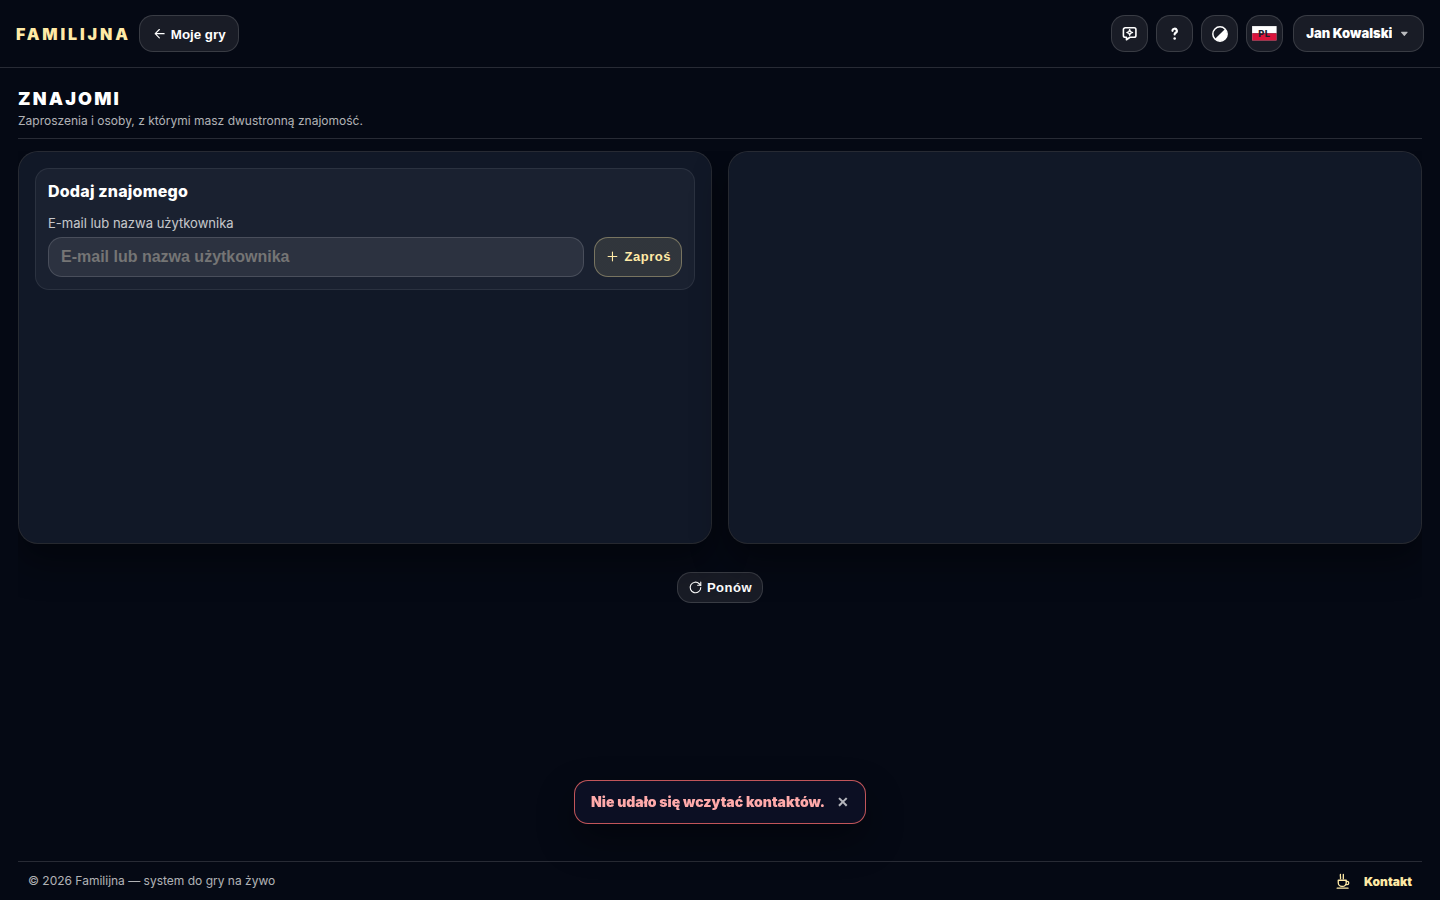 FAMILIJNA
Moje gry
?
PL
Jan Kowalski
ZNAJOMI
Zaproszenia i osoby, z którymi masz dwustronną znajomość.
Dodaj znajomego
E-mail lub nazwa użytkownika
E-mail lub nazwa użytkownika
Zaproś
Ponów
Nie udało się wczytać kontaktów.
© 2026 Familijna — system do gry na żywo
Kontakt